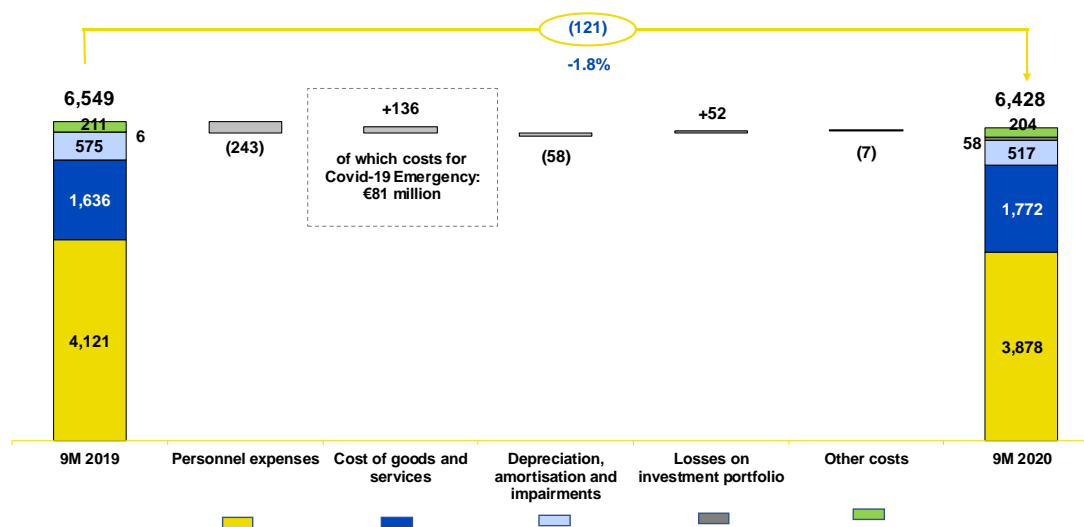 (121)
-1.8%
6,549
6,428
+136
+52
211
204
6
575
(243)
(58)
(7)
58
517
of which costs for
Covid-19 Emergency:
€81 million
1,636
1,772
4,121
3,878
9M 2019
Personnel expenses
Cost of goods and
services
Depreciation,
amortisation and
impairments
Losses on
investment portfolio
Other costs
9M 2020